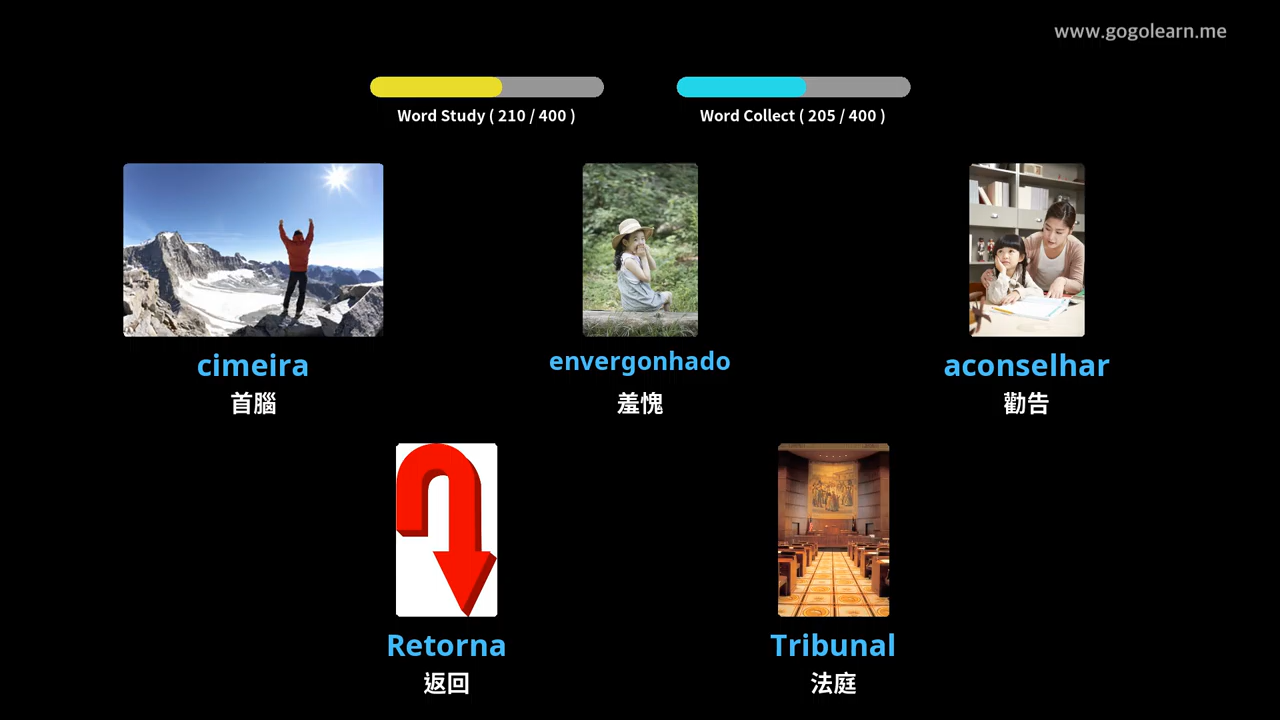 www.gogolearn.me
Word Study ( 210 / 400 )
Word Collect ( 205 / 400 )
cimeira
首腦
envergonhado
羞愧
aconselhar
勸告
Retorna
返回
Tribunal
法庭